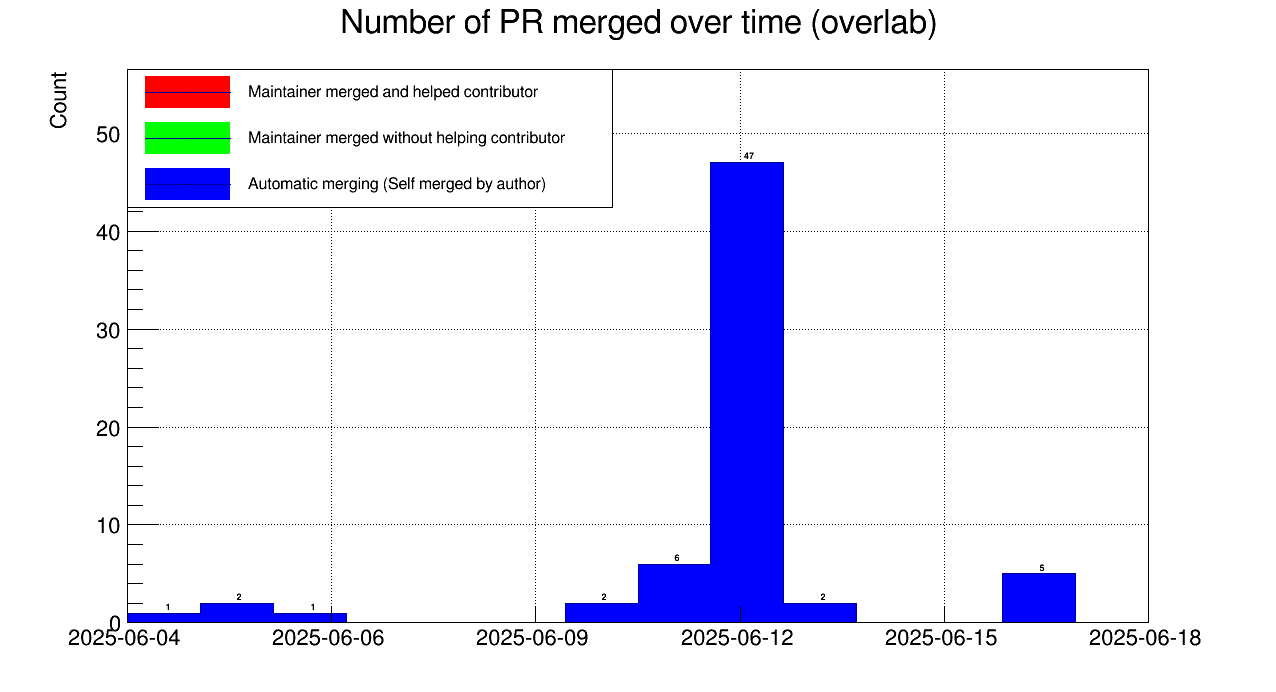 Number of PR merged over time (overlab)
Count
Maintainer merged and helped contributor
Maintainer merged without helping contributor
Automatic merging (Self merged by author)
50
40
30
20
10
0
47
6
5
2
2
2
1
1
2025-06-04 2025-06-06 2025-06-09 2025-06-12 2025-06-15 2025-06-18